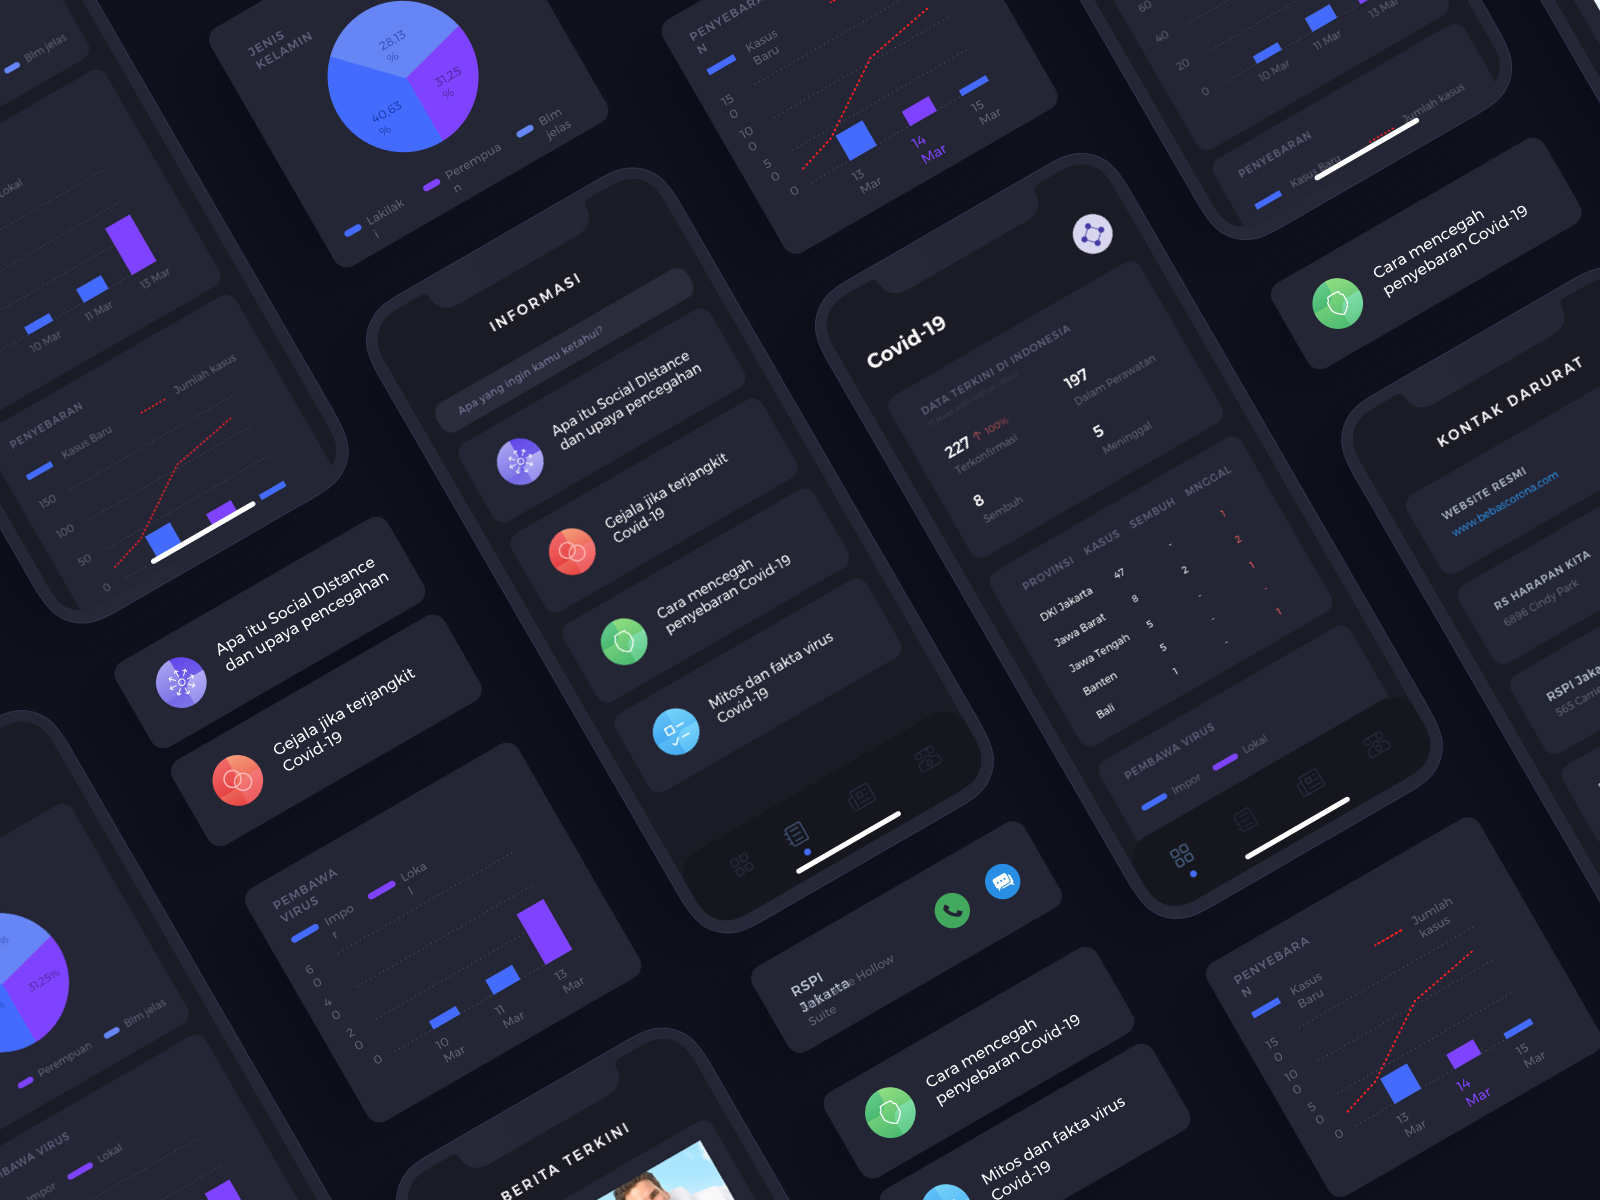 Blm jelas
Lokal
10 Mar
11 Mar
13 Mar
PENYEBARAN
Kasus Baru
Jumlah kasus
150
100
50
0
JENIS
KELAMIN
28.13
%
31.25
%
40.63
%
Lakilak
i
Perempua
n
Blm
jelas
PENYEBARA
N
Kasus
Baru
15
0
10
0
5
0
0
13
Mar
14
Mar
15
Mar
60
40
20
0
10 Mar
11 Mar
13 Mar
PENYEBARAN
Kasus Baru
Jumlah kasus
Cara mencegah
penyebaran Covid-19
INFORMASI
Apa yang ingin kamu ketahui?
Apa itu Social DIstance
dan upaya pencegahan
Gejala jika terjangkit
Covid-19
Cara mencegah
penyebaran Covid-19
Mitos dan fakta virus
Covid-19
Covid-19
DATA TERKINI DI INDONESIA
227
100%
Terkonfirmasi
197
Dalam Perawatan
8
Sembuh
5
Meninggal
PROVINSI KASUS SEMBUH MNGGAL
DKI Jakarta 47 - 1
Jawa Barat 8 2 2
Jawa Tengah 5 - 1
Banten 5 - -
Bali 1 - 1
PEMBAWA VIRUS
Impor
Lokal
KONTAK DARURAT
WEBSITE RESMI
www.bebascorona.com
RS HARAPAN KITA
6896 Cindy Park
RSPI Jaka
565 Carrie
Apa itu Social DIstance
dan upaya pencegahan
Gejala jika terjangkit
Covid-19
PEMBAWA
VIRUS
Impo
r
Loka
l
6
0
4
0
2
0
0
10
Mar
11
Mar
13
Mar
RSPI
Jakarta
Hollow
Suite
Cara mencegah
penyebaran Covid-19
Mitos dan fakta virus
Covid-19
PENYEBARA
N
Kasus
Baru
Jumlah
kasus
15
0
10
0
5
0
0
13
Mar
14
Mar
15
Mar
%
31.25%
Perempuan
Blm jelas
BAWA VIRUS
Impor
Lokal
BERITA TERKINI